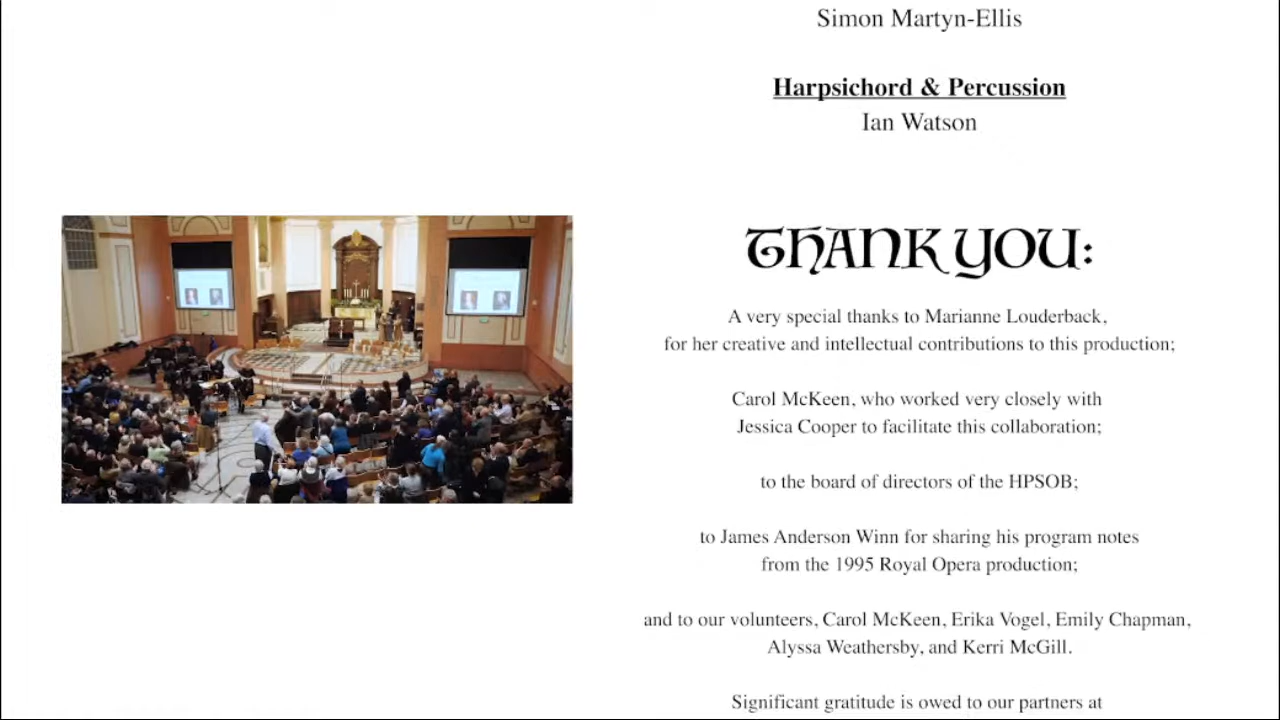 Simon Martyn-Ellis
Harpsichord & Percussion
Ian Watson
THANK YOU:
A very special thanks to Marianne Louderback,
for her creative and intellectual contributions to this production;
Carol McKeen, who worked very closely with
Jessica Cooper to facilitate this collaboration;
to the board of directors of the HPSOB;
to James Anderson Winn for sharing his program notes
from the 1995 Royal Opera production;
and to our volunteers, Carol McKeen, Erika Vogel, Emily Chapman,
Alyssa Weathersby, and Kerri McGill.
Significant gratitude is owed to our partners at